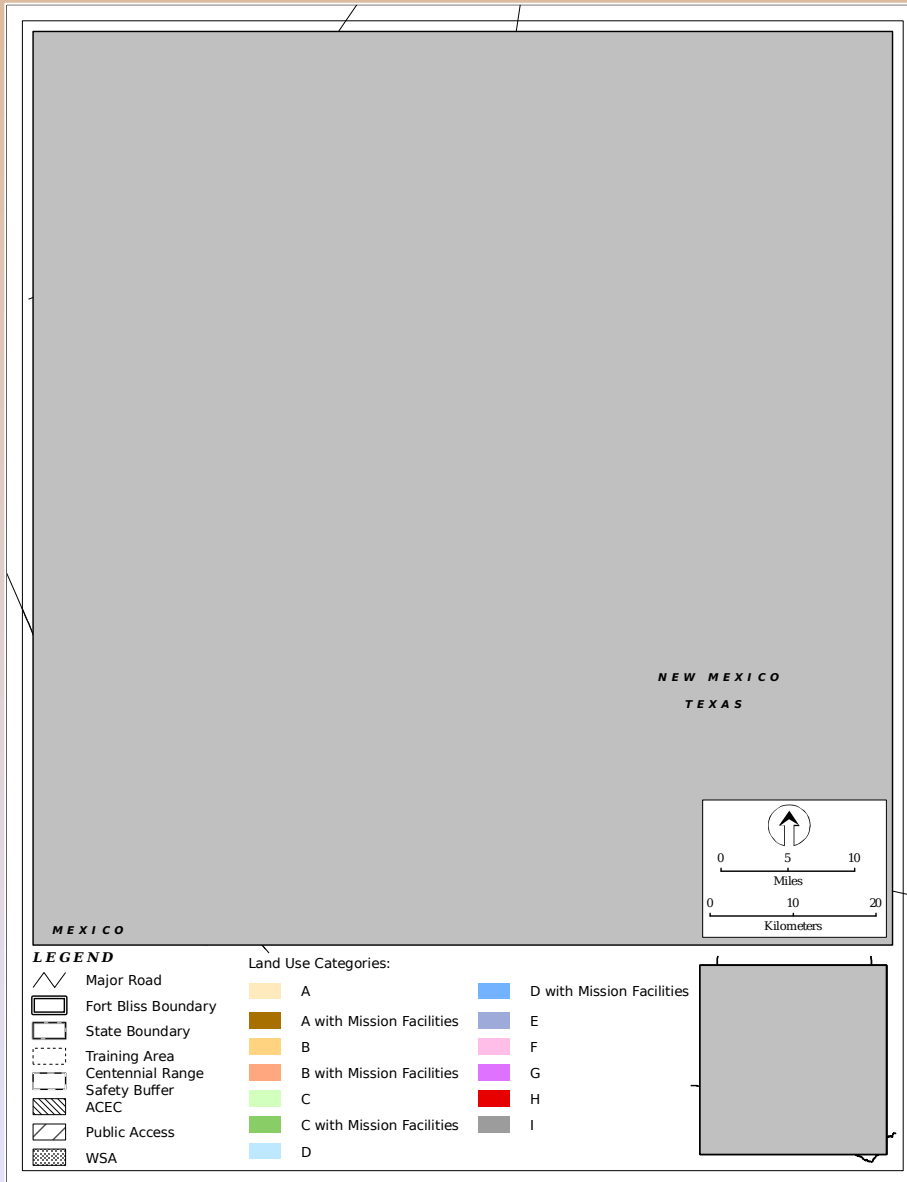 NEW MEXICO
TEXAS
0 5 10
Miles
0 10 20
Kilometers
MEXICO
LEGEND
Major Road
Fort Bliss Boundary
State Boundary
Training Area
Centennial Range
Safety Buffer
ACEC
Public Access
WSA
Land Use Categories:
A
A with Mission Facilities
B
B with Mission Facilities
C
C with Mission Facilities
D
D with Mission Facilities
E
F
G
H
I